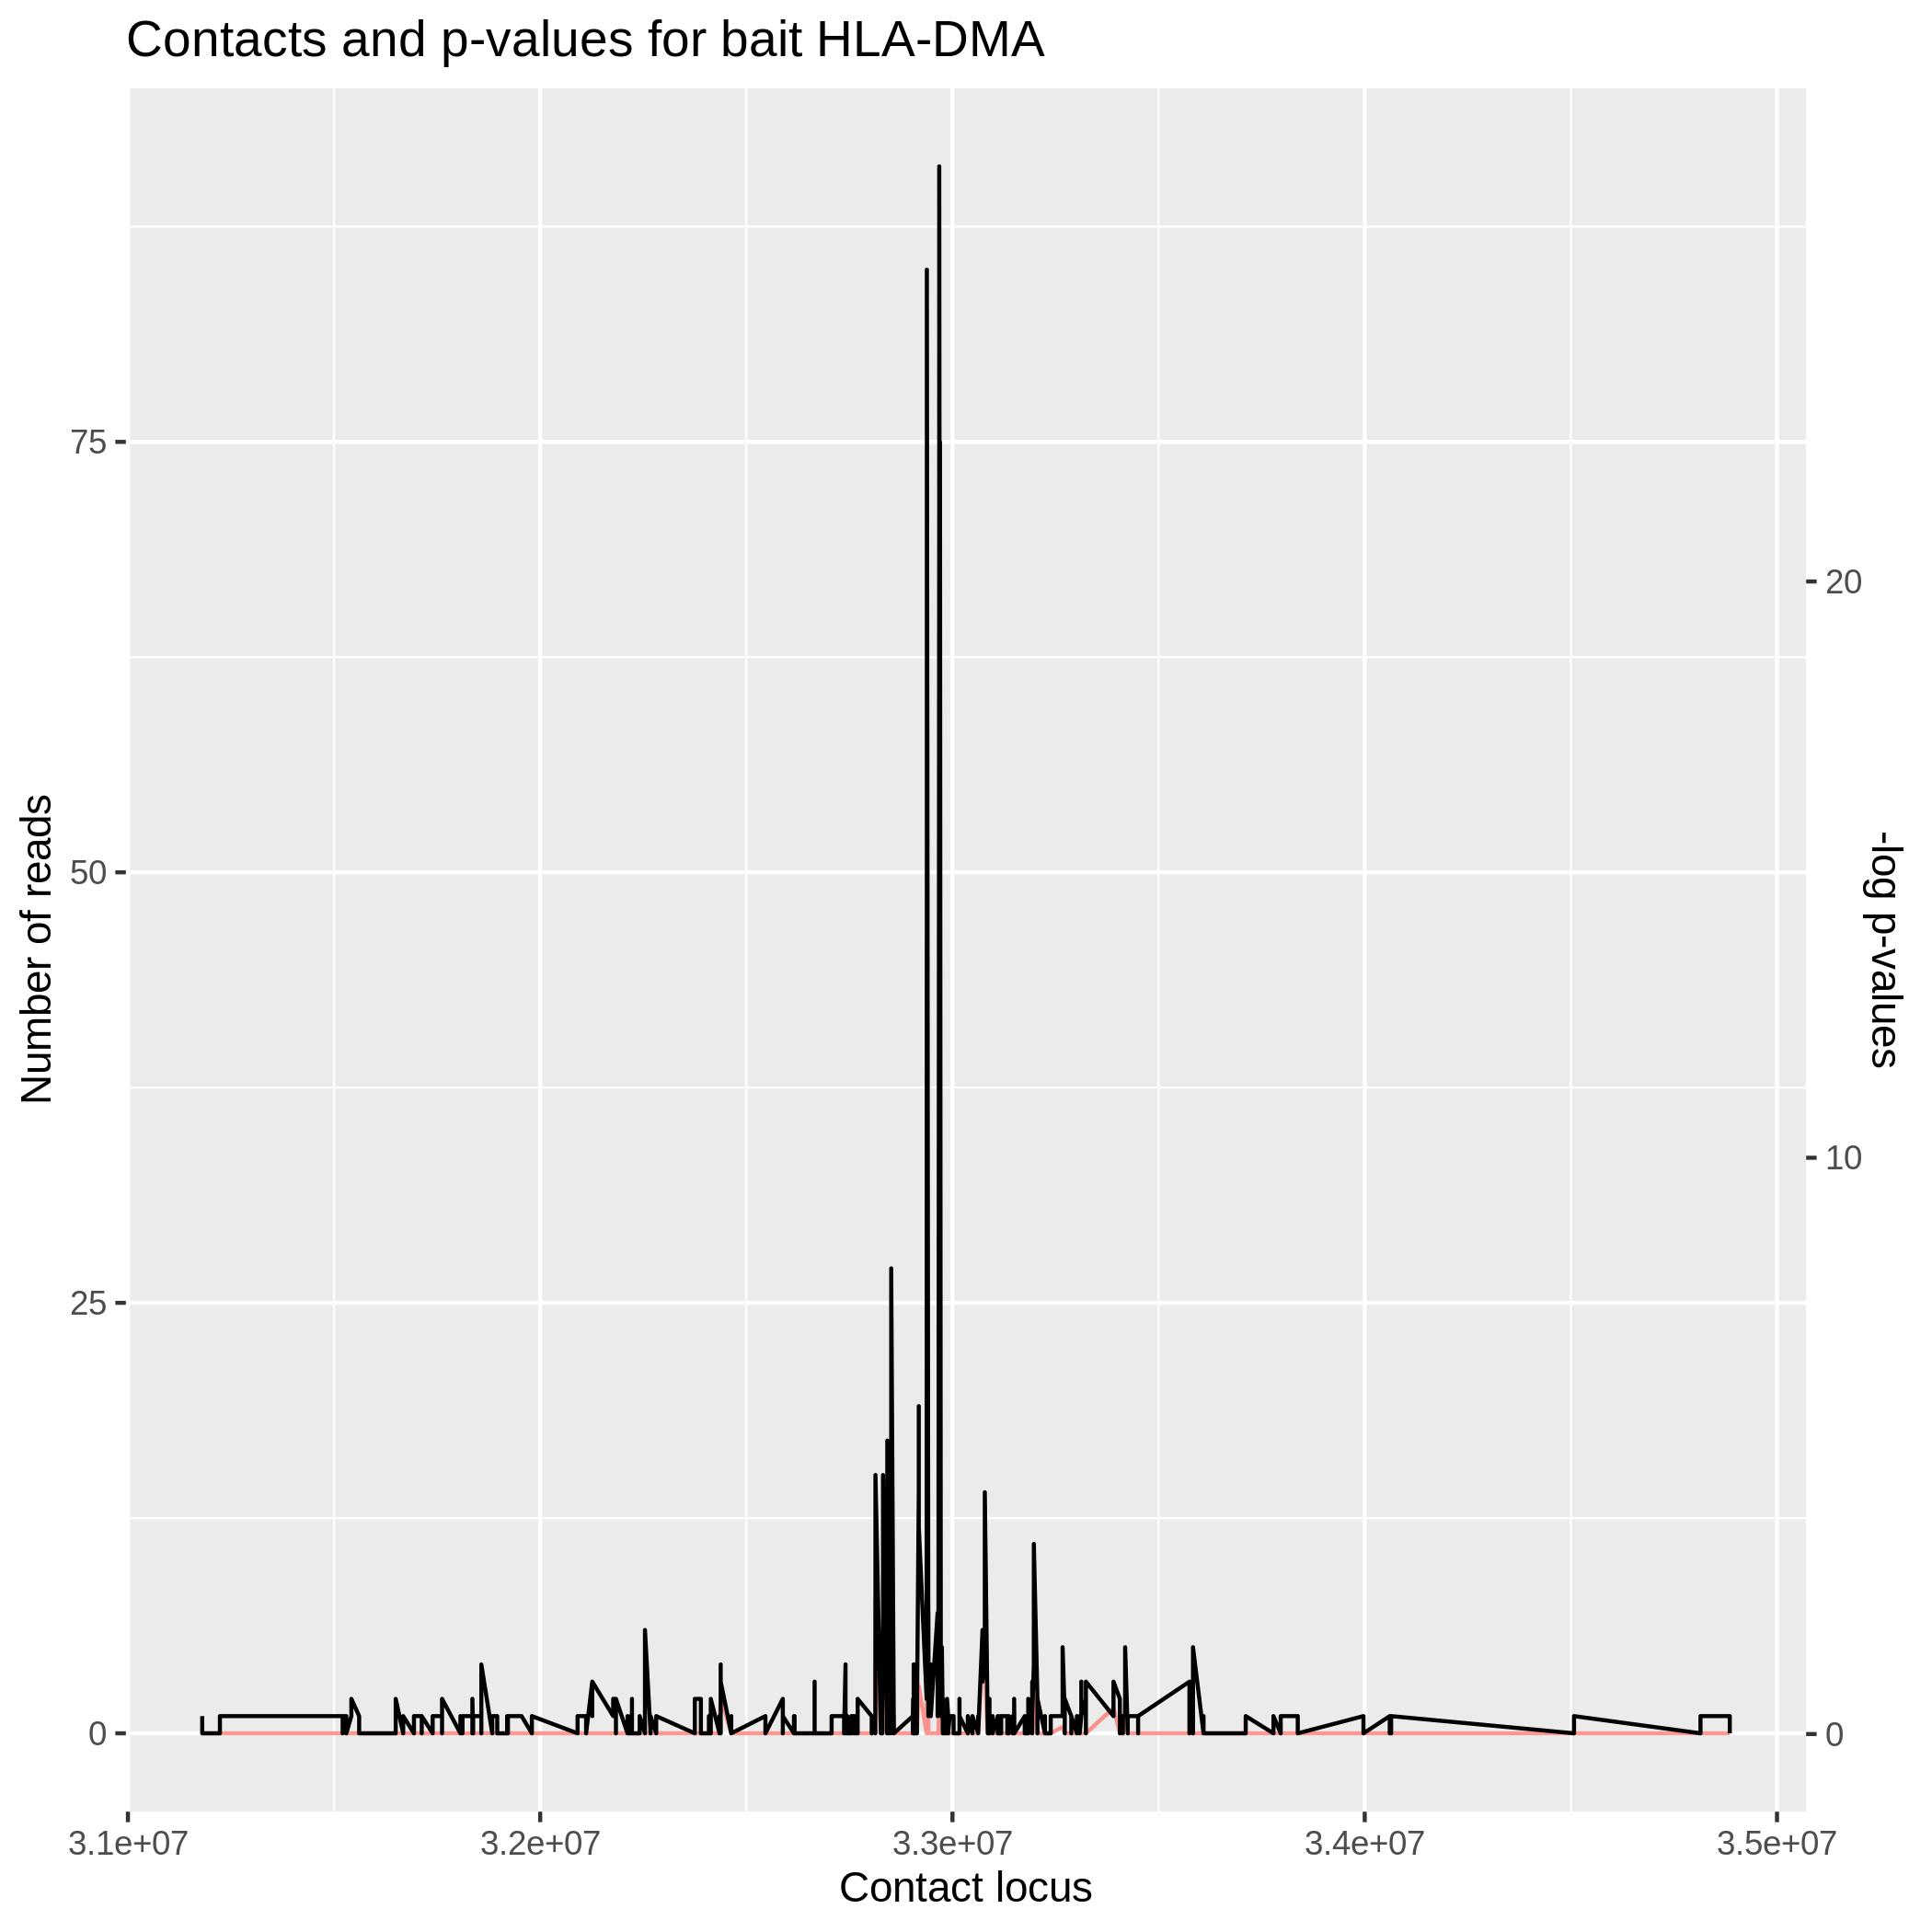 Contacts and p-values for bait HLA-DMA
75
50
25
0
Number of reads
20
10
0
-log p-values
3.1e+07 3.2e+07 3.3e+07 3.4e+07 3.5e+07
Contact locus